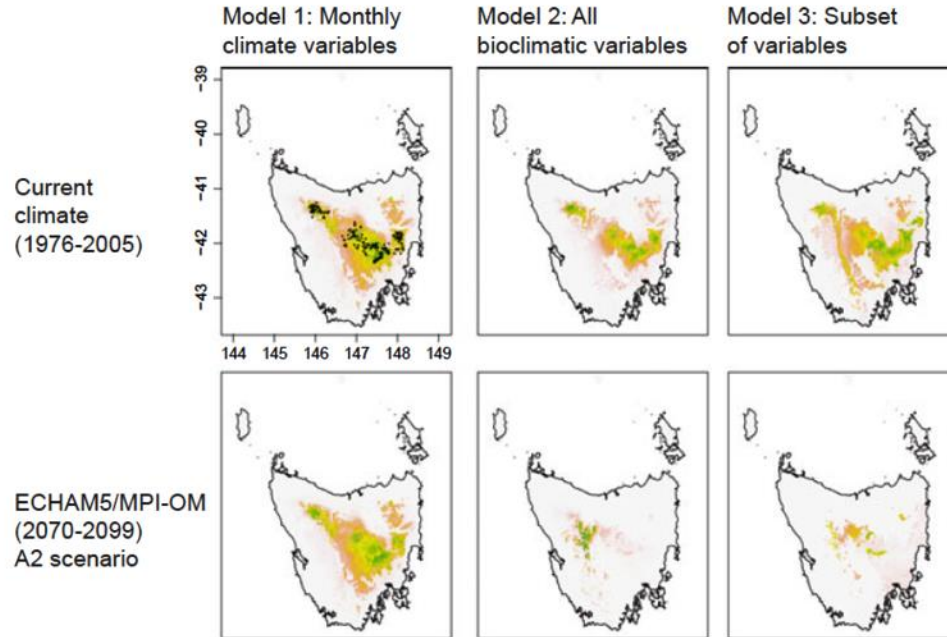 Model 1: Monthly
climate variables
Model 2: All
bioclimatic variables
Model 3: Subset
of variables
Current
climate
(1976-2005)
-39
-40
-41
-42
-43
144 145 146 147 148 149
ECHAM5/MPI-OM
(2070-2099)
A2 scenario